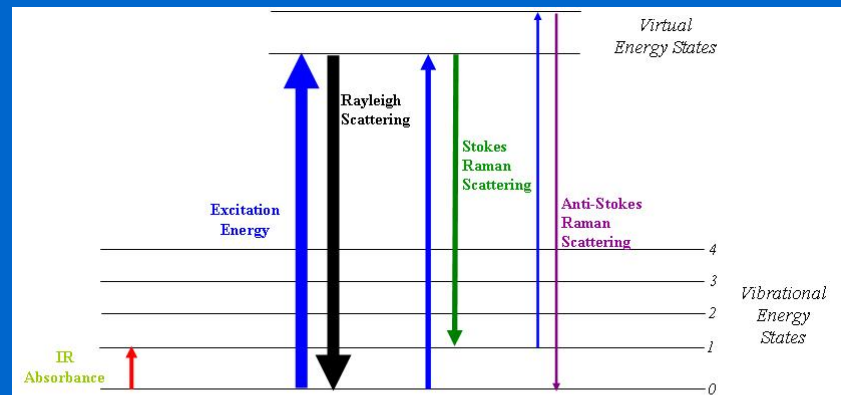 Virtual
Energy States
Rayleigh
Scattering
Stokes
Raman
Scattering
Excitation
Energy
Anti-Stokes
Raman
Scattering
4
3
2
1
0
Vibrational
Energy
States
IR
Absorbance